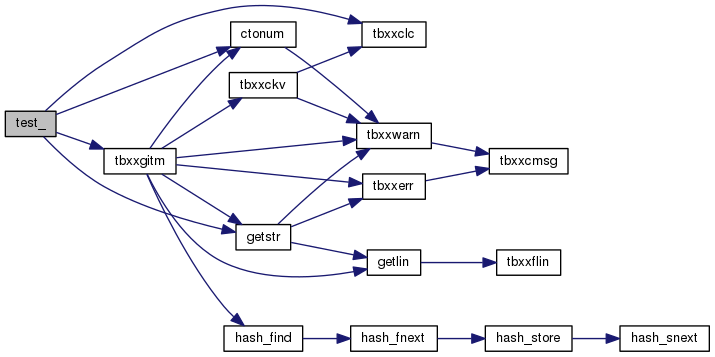 test_
tbxxgitm
ctonum
tbxxckv
getstr
hash_find
tbxxclc
tbxxwarn
tbxxerr
getlin
hash_fnext
tbxxcmsg
tbxxflin
hash_store
hash_snext